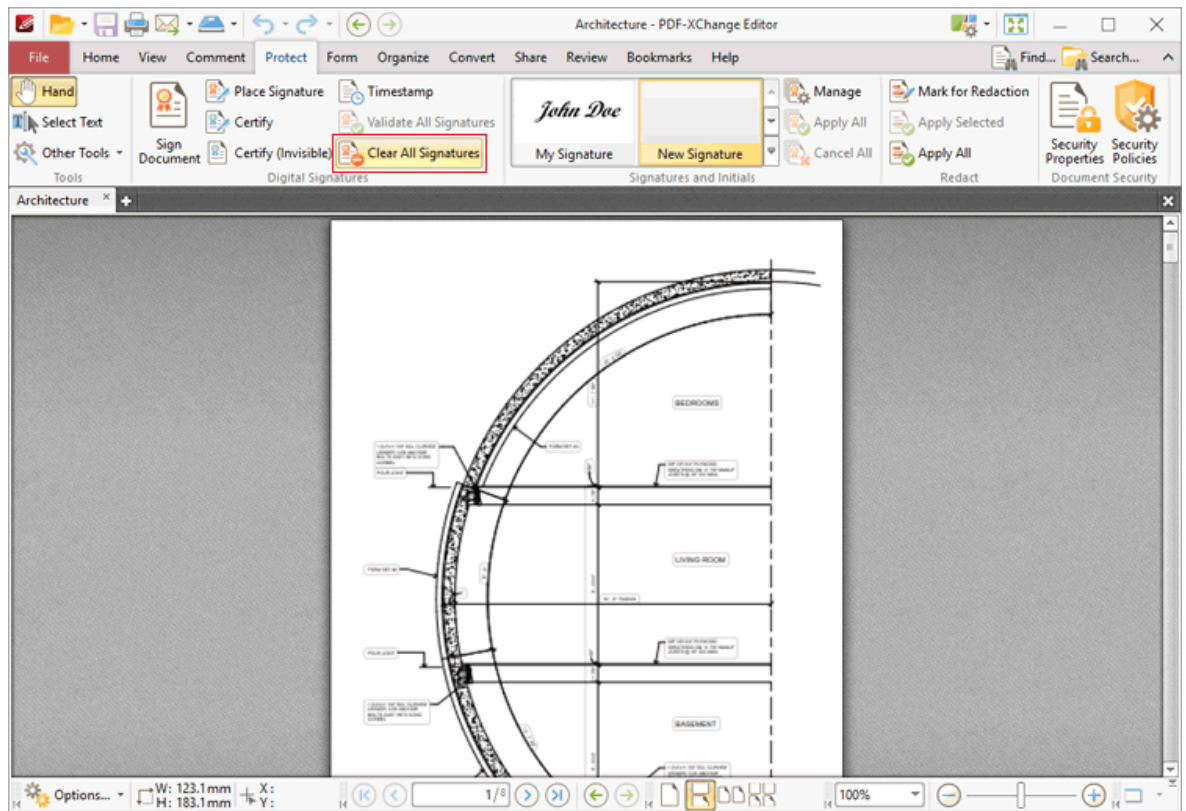 Architecture - PDF-XChange Editor
File Home View Comment Protect Form Organize Convert Share Review Bookmarks Help Find... Search...
Hand Place Signature Timestamp Manage Mark for Redaction
Select Text Certify Validate All Signatures John Doe Apply All Apply Selected
Other Tools Sign Document Certify (Invisible) Clear All Signatures My Signature New Signature Cancel All Apply All Security Properties Security Policies
Tools Digital Signatures Signatures and Initials Redact Document Security
Architecture
BEDROOMS
POUR JOINT
LIVING ROOM
POUR JOINT
BASEMENT
Options... W: 123.1mm X: 1/8 100%
H: 183.1mm Y: